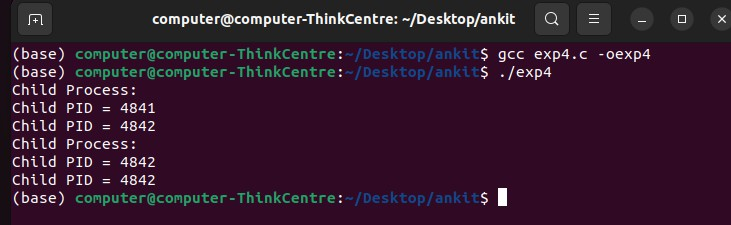 computer@computer-ThinkCentre: ~/Desktop/ankit
(base) computer@computer-ThinkCentre:~/Desktop/ankit$ gcc exp4.c -oexp4
(base) computer@computer-ThinkCentre:~/Desktop/ankit$ ./exp4
Child Process:
Child PID = 4841
Child PID = 4842
Child Process:
Child PID = 4842
Child PID = 4842
(base) computer@computer-ThinkCentre:~/Desktop/ankit$